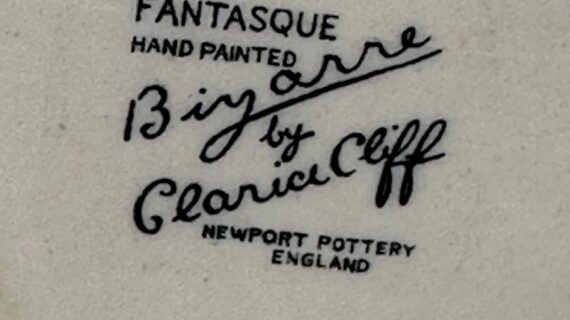 FANTASQUE
HAND PAINTED
Bizarre
by
Clarice Cliff
NEWPORT POTTERY
ENGLAND